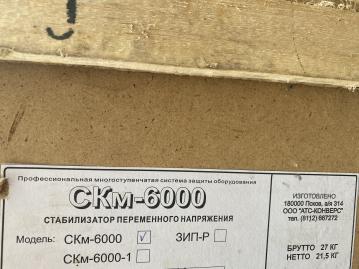 Профессиональная многоступенчатая система защиты оборудования
СКм-6000
СТАБИЛИЗАТОР ПЕРЕМЕННОГО НАПРЯЖЕНИЯ
Модель: СКм-6000 ☑ ЗИП-Р ☐
СКм-6000-1 ☐
ИЗГОТОВЛЕНО
180000 Псков, а/я 314
ООО "АТС-КОНВЕРС"
тел. (8112) 667272
БРУТТО 27 КГ
НЕТТО 21,5 КГ